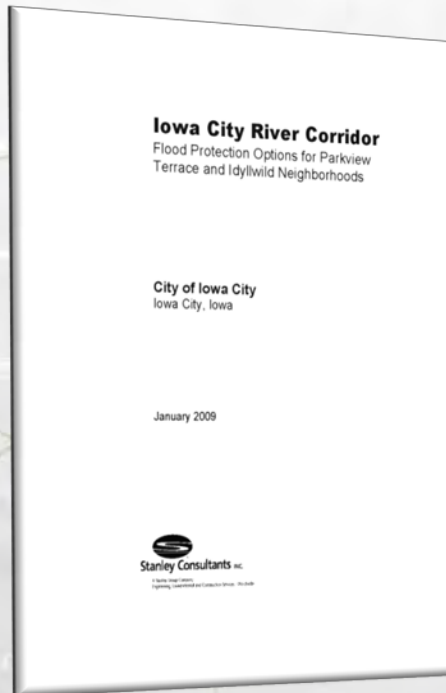 Iowa City River Corridor
Flood Protection Options for Parkview
Terrace and Idyllwild Neighborhoods
City of Iowa City
Iowa City, Iowa
January 2009
Stanley Consultants INC.